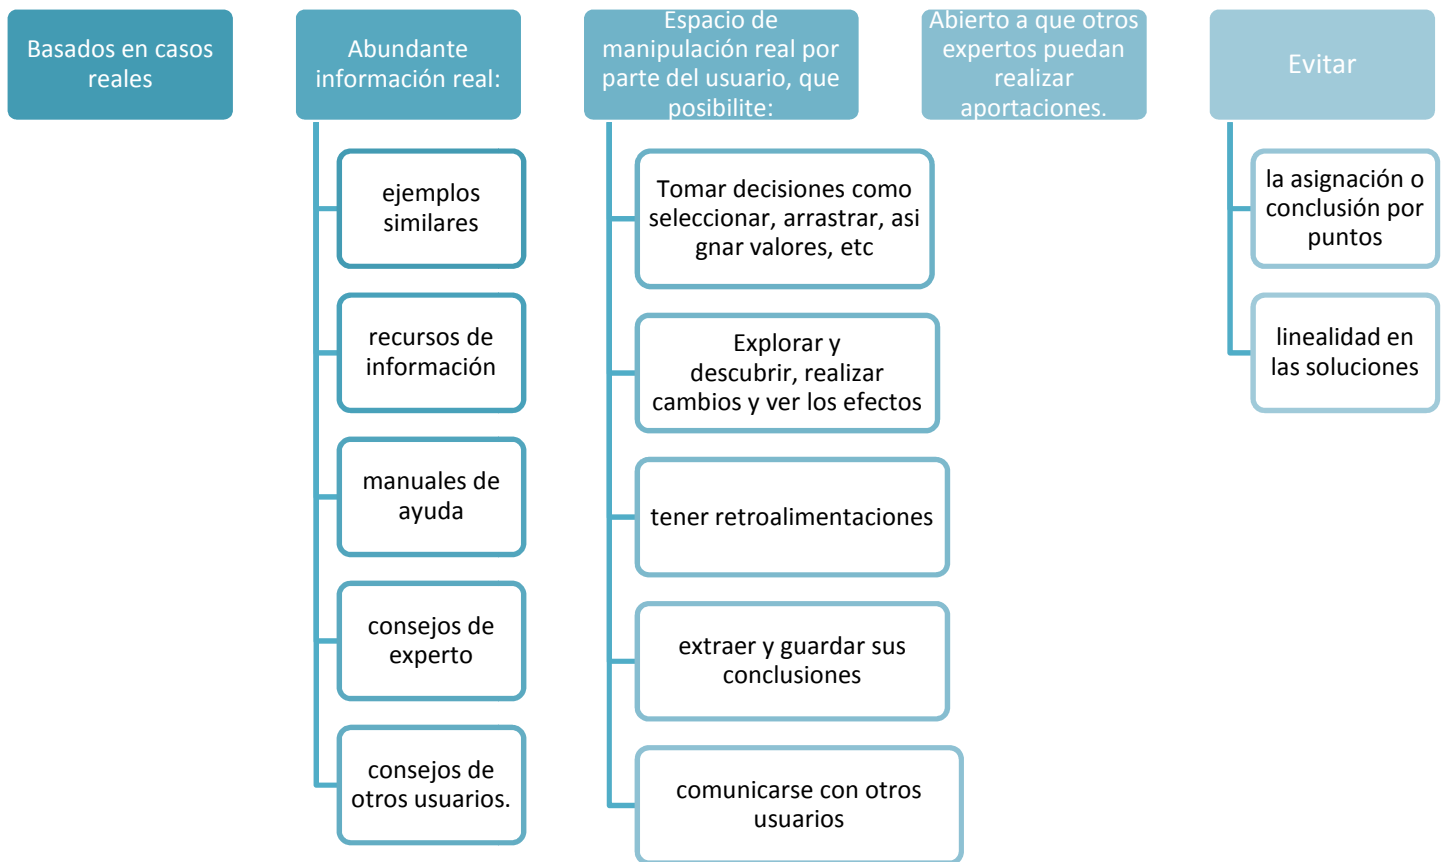 Basados en casos
reales
Abundante
información real:
ejemplos
similares
recursos de
información
manuales de
ayuda
consejos de
experto
consejos de
otros usuarios.
Espacio de
manipulación real por
parte del usuario, que
posibilite:
Tomar decisiones como
seleccionar, arrastrar, asi
gnar valores, etc
Explorar y
descubrir, realizar
cambios y ver los efectos
tener retroalimentaciones
extraer y guardar sus
conclusiones
comunicarse con otros
usuarios
Abierto a que otros
expertos puedan
realizar
aportaciones.
Evitar
la asignación o
conclusión por
puntos
linealidad en
las soluciones